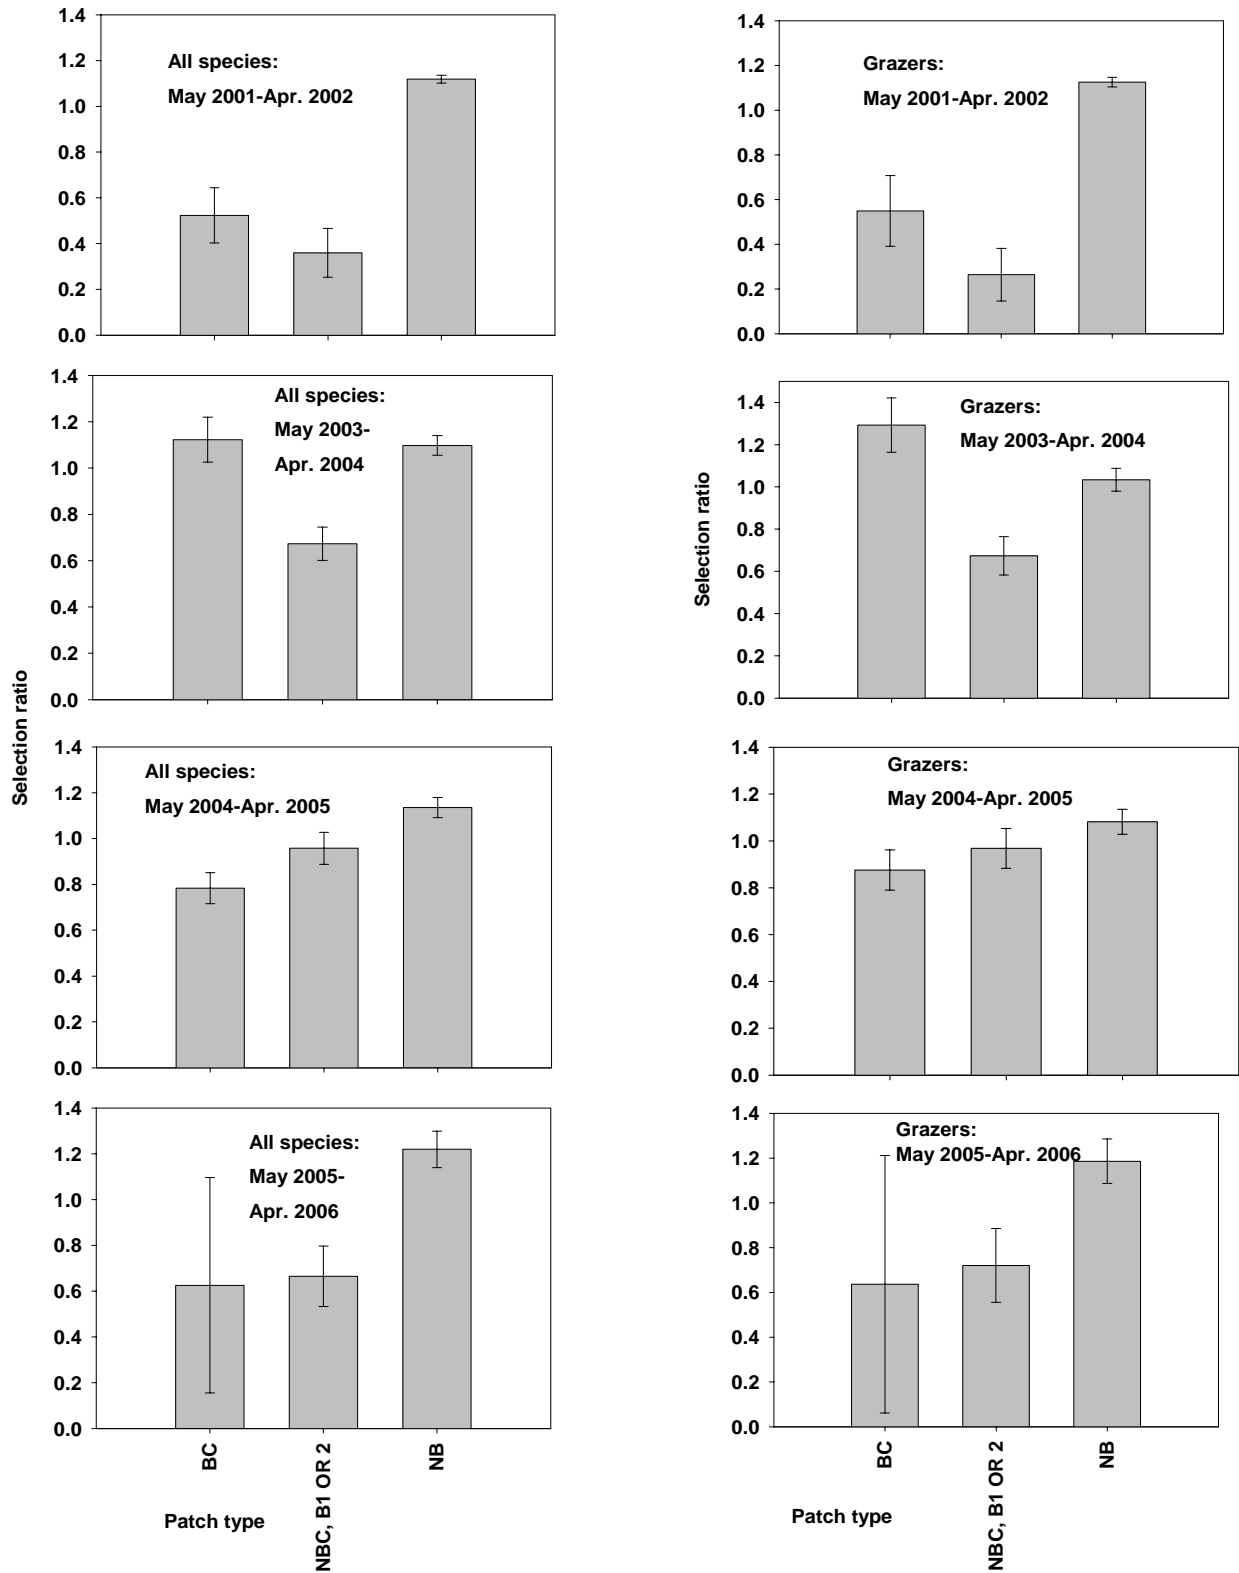 1.4
1.2
1.0
0.8
0.6
0.4
0.2
0.0
All species:
May 2001-Apr. 2002
1.4
1.2
1.0
0.8
0.6
0.4
0.2
0.0
Selection ratio
Grazers:
May 2001-Apr. 2002
1.4
1.2
1.0
0.8
0.6
0.4
0.2
0.0
All species:
May 2003-
Apr. 2004
1.4
1.2
1.0
0.8
0.6
0.4
0.2
0.0
Grazers:
May 2003-Apr. 2004
Selection ratio
1.4
1.2
1.0
0.8
0.6
0.4
0.2
0.0
All species:
May 2004-Apr. 2005
Selection ratio
1.4
1.2
1.0
0.8
0.6
0.4
0.2
0.0
Grazers:
May 2004-Apr. 2005
1.4
1.2
1.0
0.8
0.6
0.4
0.2
0.0
All species:
May 2005-
Apr. 2006
BC
NBC, B1 OR 2
NB
Patch type
1.4
1.2
1.0
0.8
0.6
0.4
0.2
0.0
Grazers:
May 2005-Apr. 2006
BC
NBC, B1 OR 2
NB
Patch type